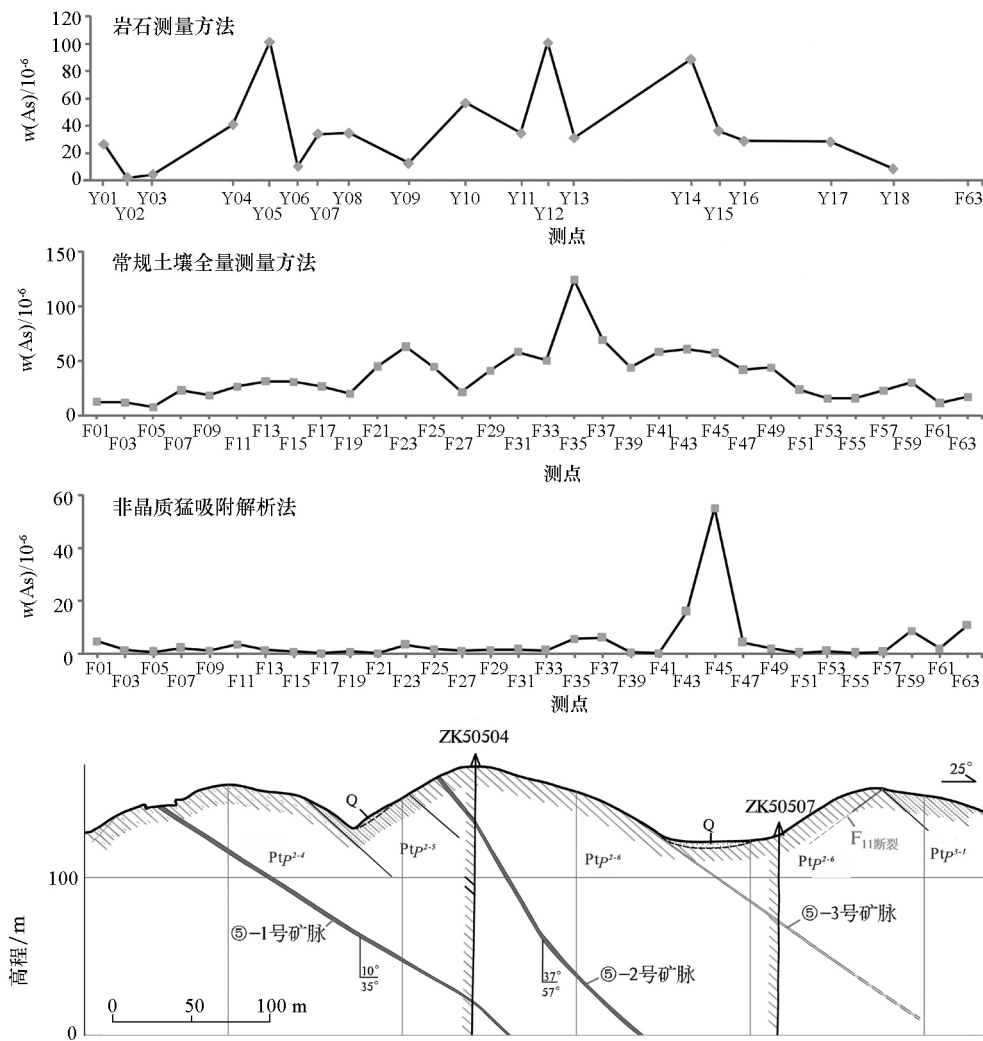 岩石测量方法
w(As)/10⁻⁶
120
100
80
60
40
20
0
Y01 Y03 Y04 Y06 Y08 Y09 Y10 Y11 Y13 Y14 Y16 Y17 Y18 F63
Y02 Y05 Y07 Y12 Y15
测点
常规土壤全量测量方法
w(As)/10⁻⁶
150
100
50
0
F01 F05 F09 F13 F17 F21 F25 F29 F33 F37 F41 F45 F49 F53 F57 F61
F03 F07 F11 F15 F19 F23 F27 F31 F35 F39 F43 F47 F51 F55 F59 F63
测点
非晶质猛吸附解析法
w(As)/10⁻⁶
60
40
20
0
F01 F05 F09 F13 F17 F21 F25 F29 F33 F37 F41 F45 F49 F53 F57 F61
F03 F07 F11 F15 F19 F23 F27 F31 F35 F39 F43 F47 F51 F55 F59 F63
测点
ZK50504
25°
ZK50507
Q
Q
F₁₁断裂
PtP²⁻⁴
PtP²⁻⁵
PtP²⁻⁶
PtP²⁻⁶
PtP³⁻¹
100
高程/m
⑤-1号矿脉
⑤-3号矿脉
10°
35°
37°
57°
⑤-2号矿脉
0 50 100 m
0